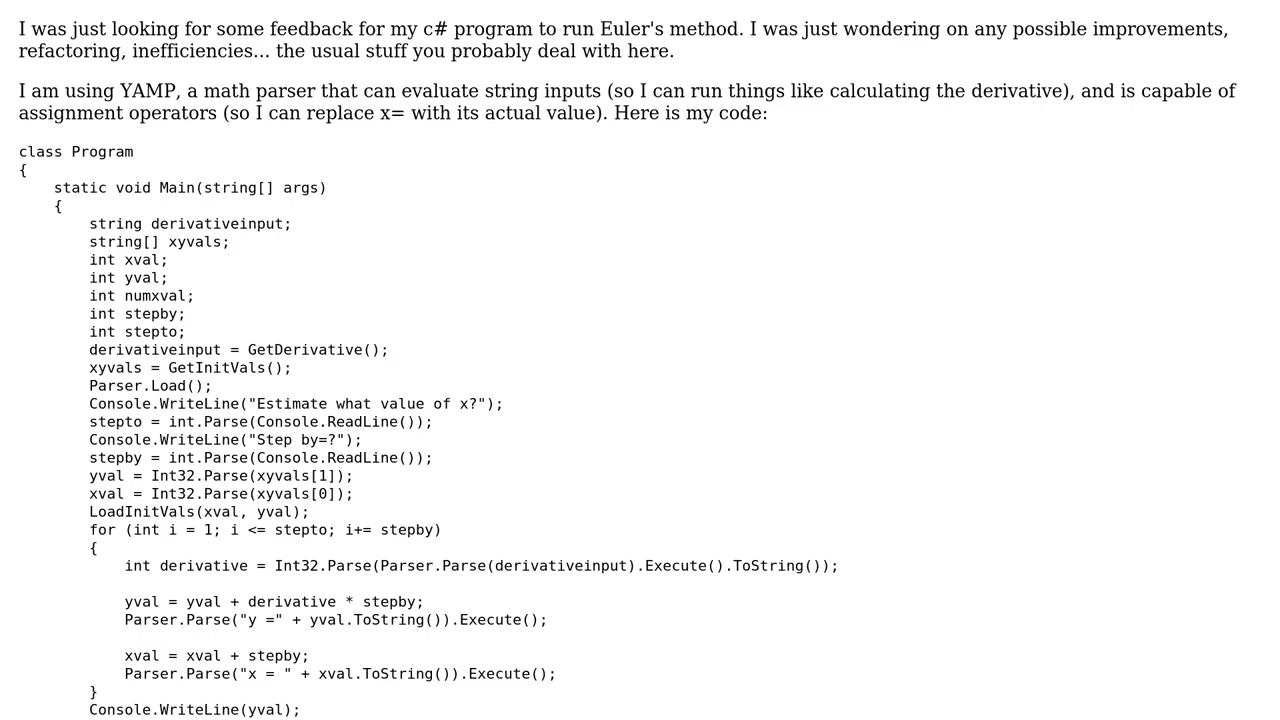 I was just looking for some feedback for my c# program to run Euler's method. I was just wondering on any possible improvements,
refactoring, inefficiencies... the usual stuff you probably deal with here.
I am using YAMP, a math parser that can evaluate string inputs (so I can run things like calculating the derivative), and is capable of
assignment operators (so I can replace x= with its actual value). Here is my code:
class Program
{
    static void Main(string[] args)
    {
        string derivativeinput;
        string[] xyvals;
        int xval;
        int yval;
        int numxval;
        int stepby;
        int stepto;
        derivativeinput = GetDerivative();
        xyvals = GetInitVals();
        Parser.Load();
        Console.WriteLine("Estimate what value of x?");
        stepto = int.Parse(Console.ReadLine());
        Console.WriteLine("Step by=?");
        stepby = int.Parse(Console.ReadLine());
        yval = Int32.Parse(xyvals[1]);
        xval = Int32.Parse(xyvals[0]);
        LoadInitVals(xval, yval);
        for (int i = 1; i <= stepto; i+= stepby)
        {
            int derivative = Int32.Parse(Parser.Parse(derivativeinput).Execute().ToString());
            yval = yval + derivative * stepby;
            Parser.Parse("y =" + yval.ToString()).Execute();
            xval = xval + stepby;
            Parser.Parse("x = " + xval.ToString()).Execute();
        }
        Console.WriteLine(yval);